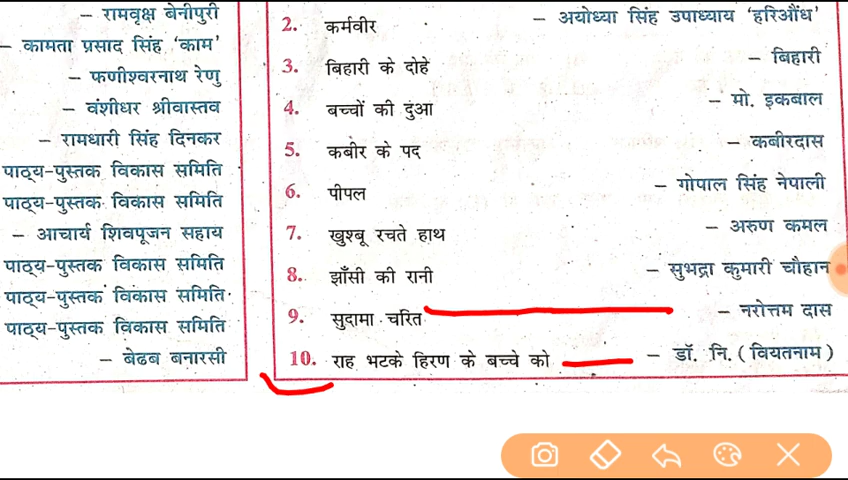 – रामवृक्ष बेनीपुरी
– कामता प्रसाद सिंह ‘काम’
– फणीश्वरनाथ रेणु
– वंशीधर श्रीवास्तव
– रामधारी सिंह दिनकर
पाठ्य-पुस्तक विकास समिति
पाठ्य-पुस्तक विकास समिति
– आचार्य शिवपूजन सहाय
पाठ्य-पुस्तक विकास समिति
पाठ्य-पुस्तक विकास समिति
पाठ्य-पुस्तक विकास समिति
– बेढब बनारसी
2. कर्मवीर – अयोध्या सिंह उपाध्याय ‘हरिऔंध’
3. बिहारी के दोहे – बिहारी
4. बच्चों की दुंआ – मो. इकबाल
5. कबीर के पद – कबीरदास
6. पीपल – गोपाल सिंह नेपाली
7. खुश्बू रचते हाथ – अरुण कमल
8. झाँसी की रानी – सुभद्रा कुमारी चौहान
9. सुदामा चरित – नरोत्तम दास
10. राह भटके हिरण के बच्चे को – डॉ. नि. (वियतनाम)